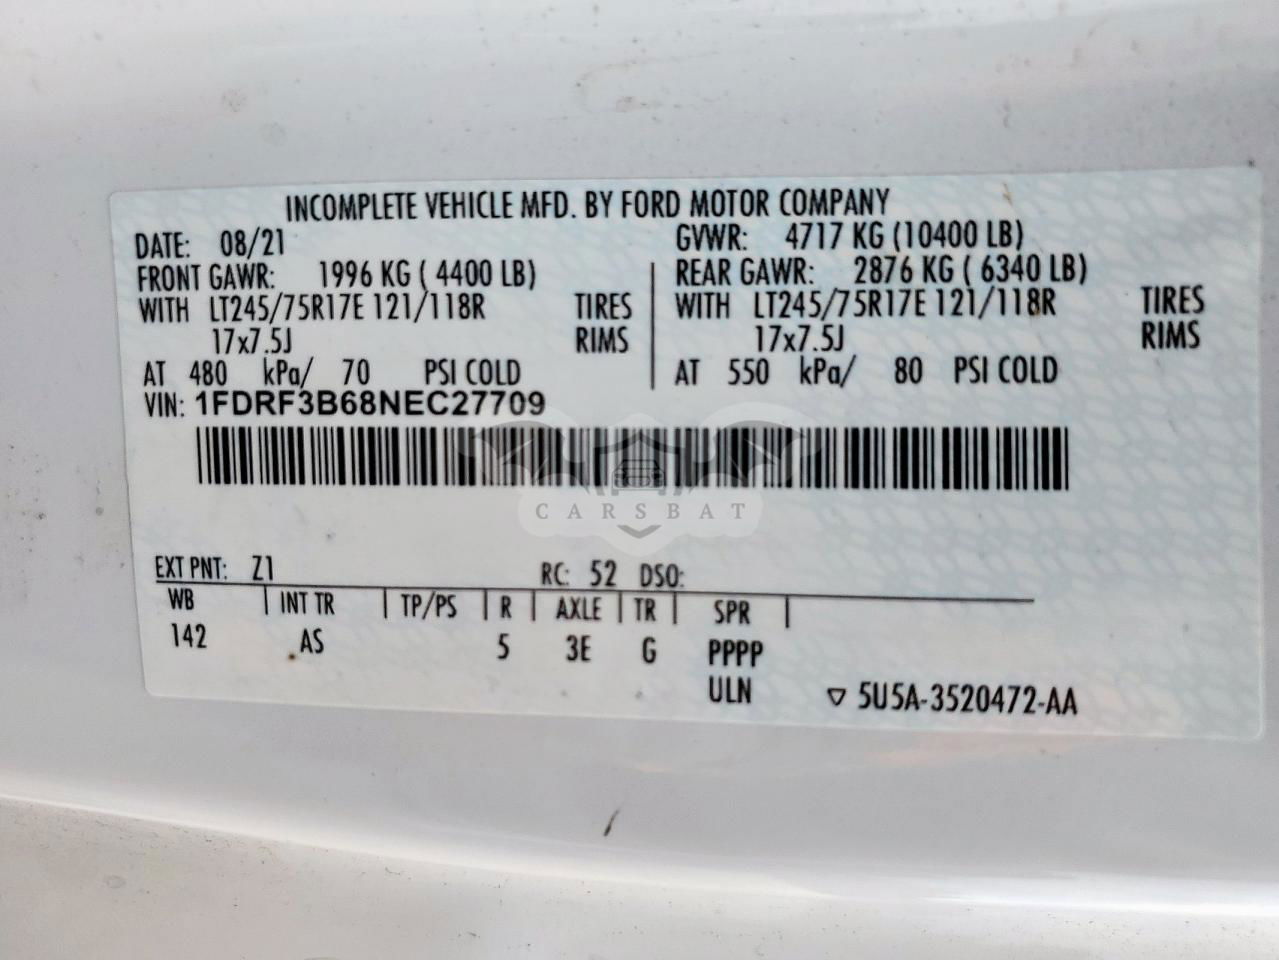 INCOMPLETE VEHICLE MFD. BY FORD MOTOR COMPANY
DATE: 08/21 GVWR: 4717 KG (10400 LB)
FRONT GAWR: 1996 KG ( 4400 LB) REAR GAWR: 2876 KG ( 6340 LB)
WITH LT245/75R17E 121/118R TIRES WITH LT245/75R17E 121/118R TIRES
17x7.5J RIMS 17x7.5J RIMS
AT 480 kPa/ 70 PSI COLD AT 550 kPa/ 80 PSI COLD
VIN: 1FDRF3B68NEC27709
CARSBAT
EXT PNT: Z1 RC: 52 DSO:
WB INT TR TP/PS R AXLE TR SPR
142 AS 5 3E G PPPP
ULN 5U5A-3520472-AA